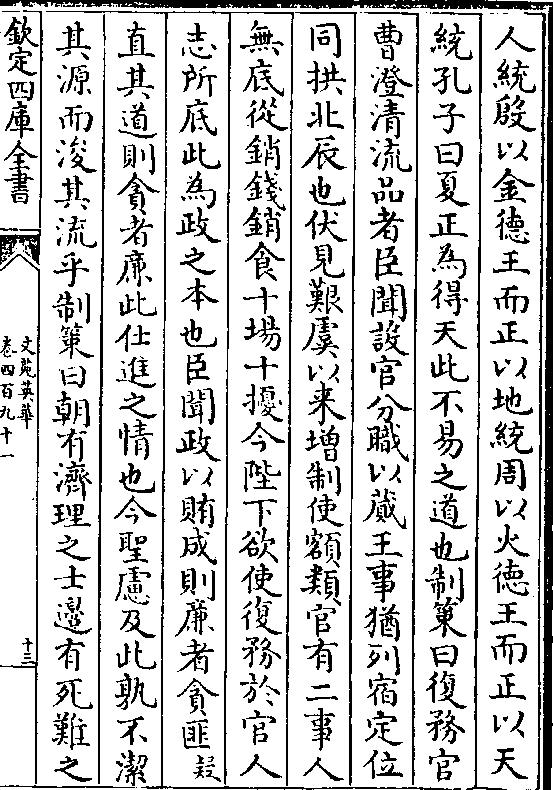 人統殷以金德王而正以地統周以火德王而正以天
統孔子曰夏正為得天此不易之道也制䇿曰復務官
曹澄清流品者臣聞設官分職以蕆王事猶列宿定位
同拱北辰也伏見艱虞以来增制使額類官有二事人
無底從銷錢銷食十場十擾今陛下欲使復務於官人
志所底此為政之本也臣聞政以賄成則亷者貪匪疑
直其道則貪者亷此仕進之情也今聖慮及此孰不潔
其源而浚其流乎制䇿曰朝有濟理之士邊有死難之
欽定四庫全書
文苑英華
卷四百九十一
十三